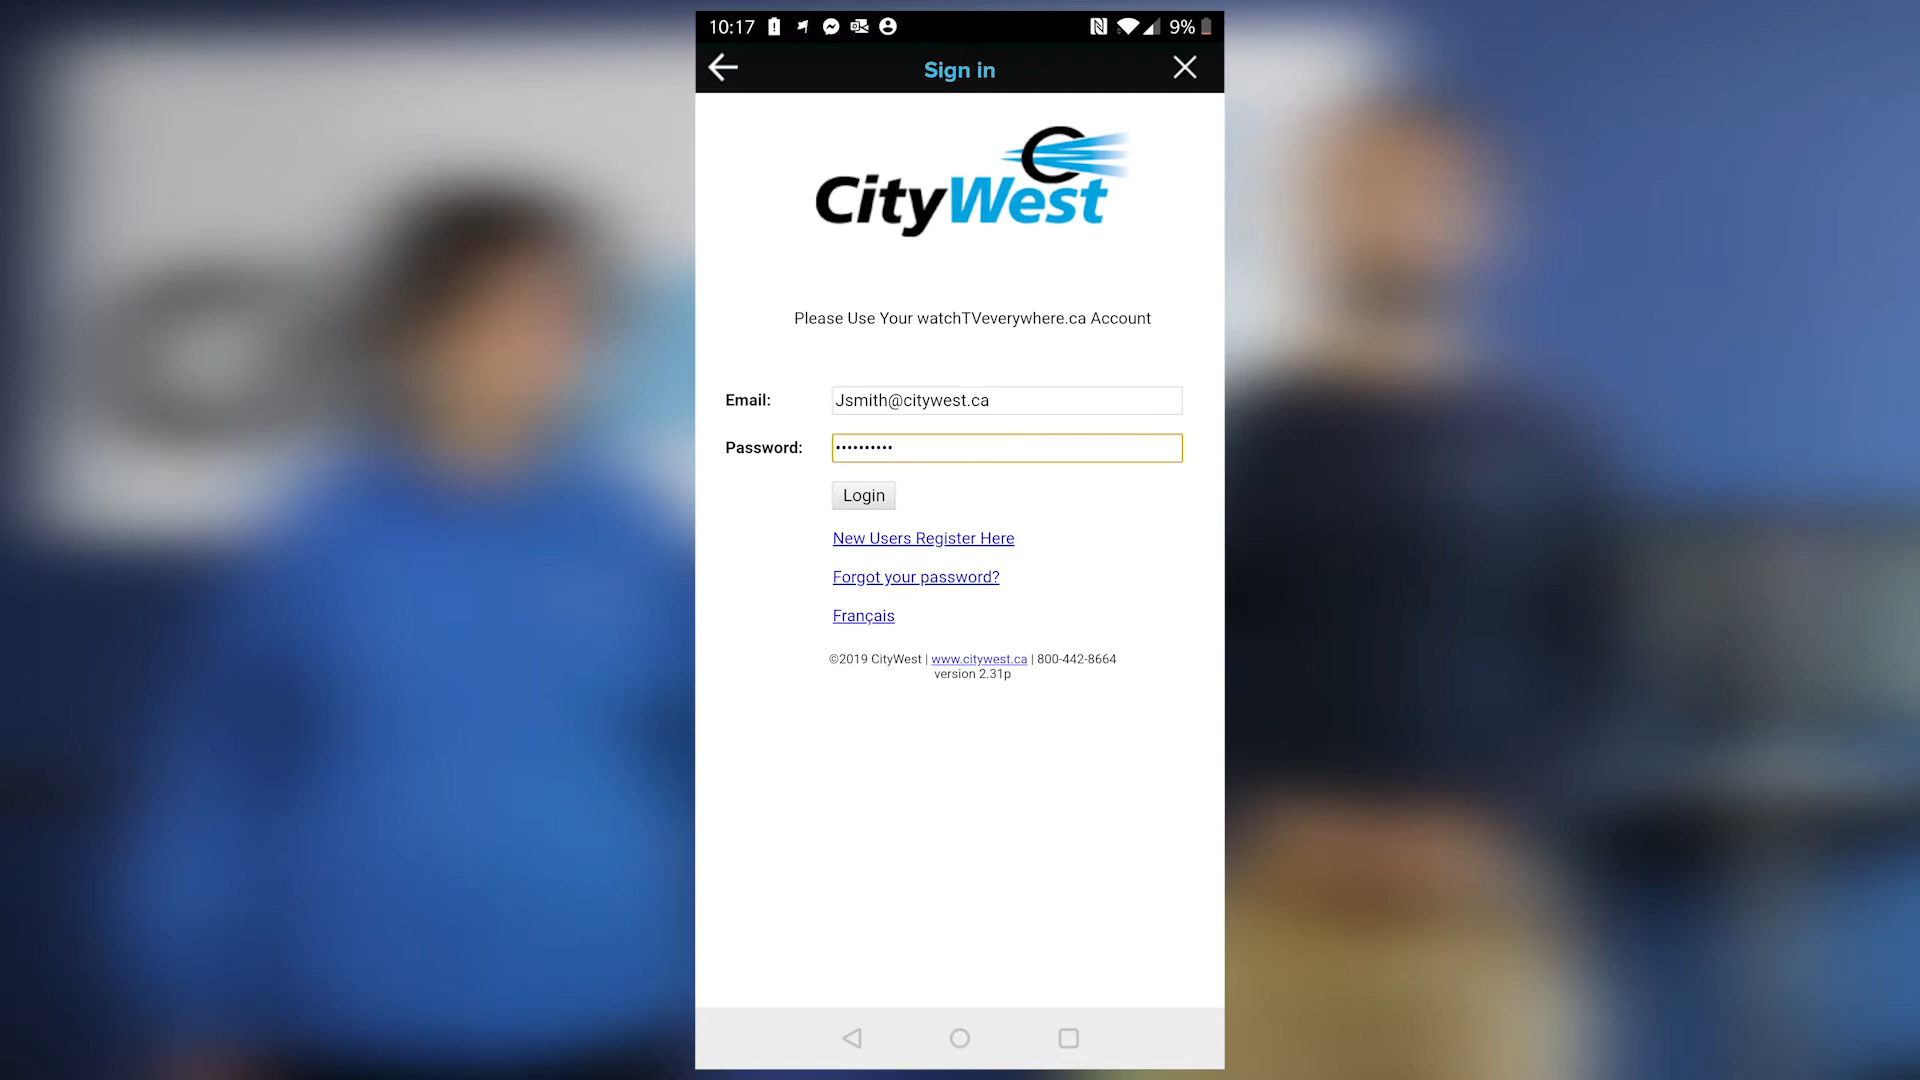 10:17
9%
Sign in
CityWest
Please Use Your watchTVeverywhere.ca Account
Email: Jsmith@citywest.ca
Password: ••••••••••
Login
New Users Register Here
Forgot your password?
Français
©2019 CityWest | www.citywest.ca | 800-442-8664
version 2.31p